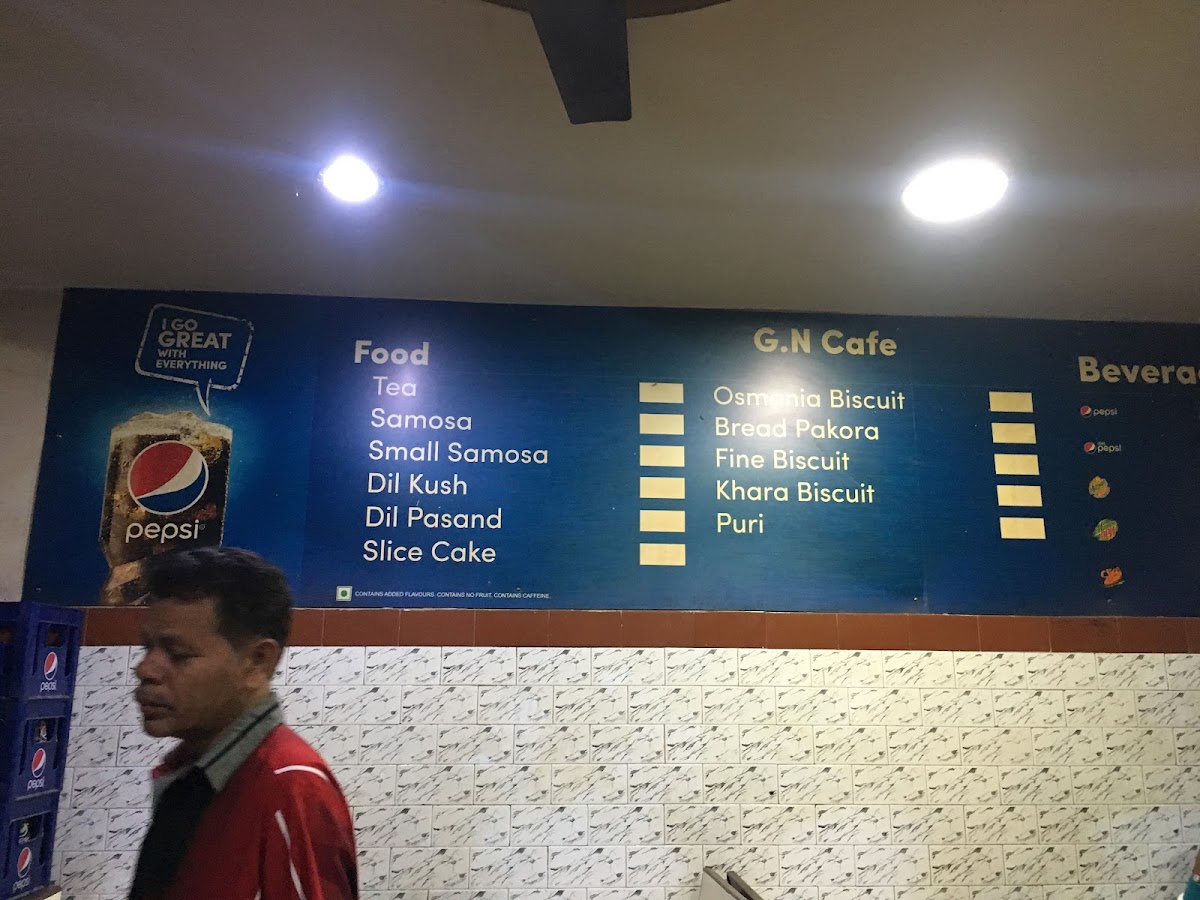 I GO
GREAT
WITH
EVERYTHING
pepsi
Food
Tea
Samosa
Small Samosa
Dil Kush
Dil Pasand
Slice Cake
CONTAINS ADDED FLAVOURS. CONTAINS NO FRUIT. CONTAINS CAFFEINE.
G.N Cafe
Osmania Biscuit
Bread Pakora
Fine Biscuit
Khara Biscuit
Puri
Bevera
pepsi
pepsi
pepsi
pepsi
pepsi